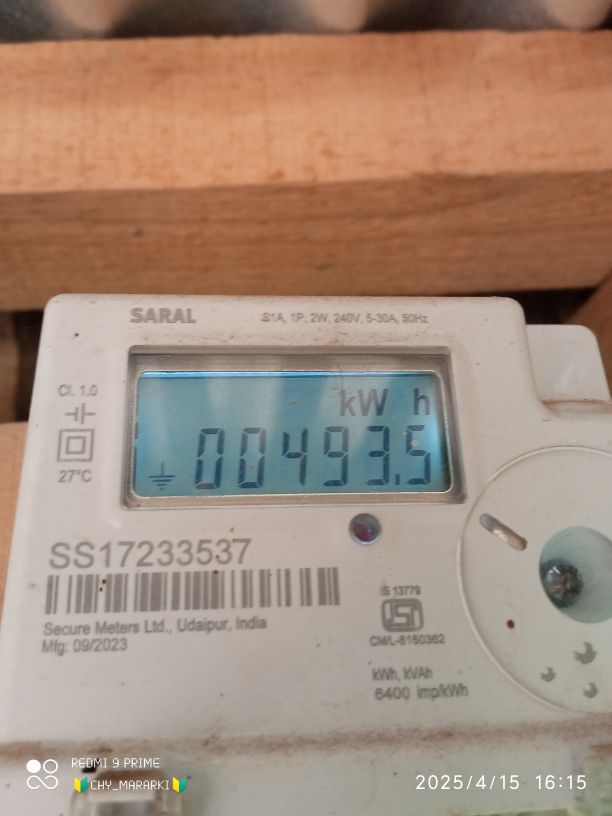 SARAL
S1A, 1P, 2W, 240V, 5-30A, 50Hz
Cl. 1.0
27°C
kW h
00493.5
SS17233537
Secure Meters Ltd., Udaipur, India
Mfg: 09/2023
IS 13779
ISI
CM/L-8150362
kWh, kVAh
6400 imp/kWh
REDMI 9 PRIME
🔰CHY_MARARKI🔰
2025/4/15 16:15